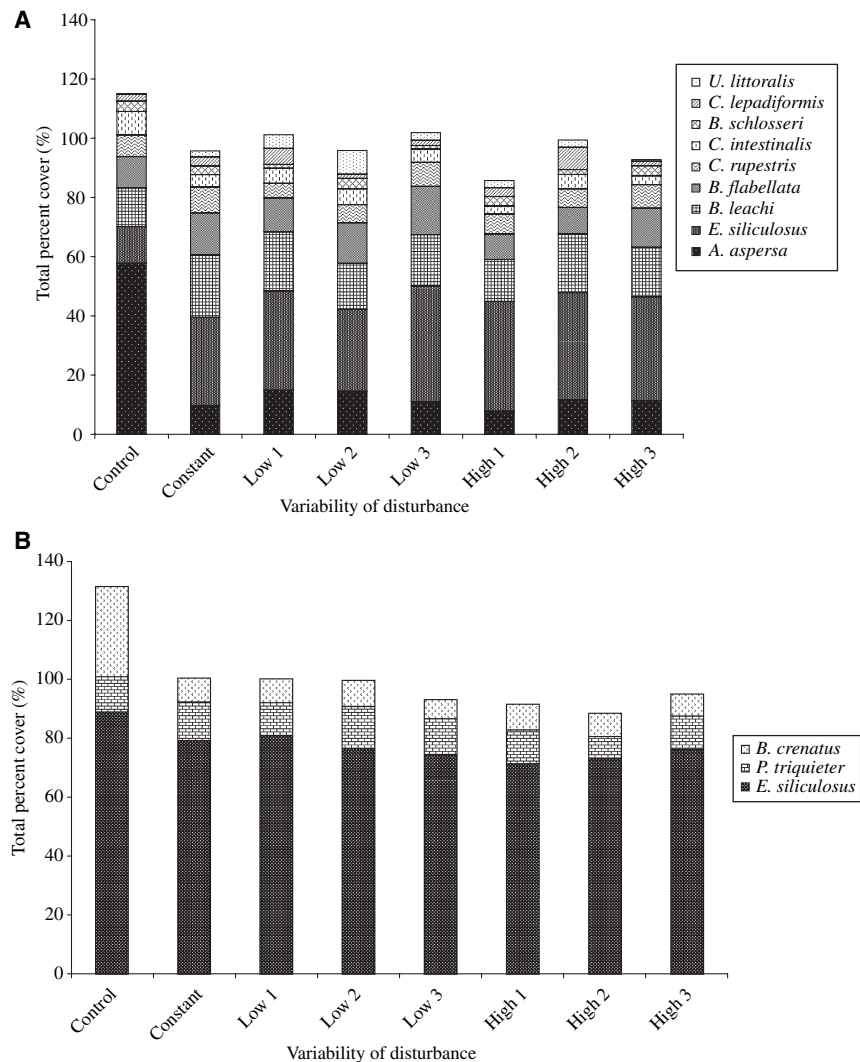 A
Total percent cover (%)
140
120
100
80
60
40
20
0
Control
Constant
Low 1
Low 2
Low 3
High 1
High 2
High 3
Variability of disturbance
U. littoralis
C. lepadiformis
B. schlosseri
C. intestinalis
C. rupestris
B. flabellata
B. leachi
E. siliculosus
A. aspersa
B
Total percent cover (%)
140
120
100
80
60
40
20
0
Control
Constant
Low 1
Low 2
Low 3
High 1
High 2
High 3
Variability of disturbance
B. crenatus
P. triquieter
E. siliculosus